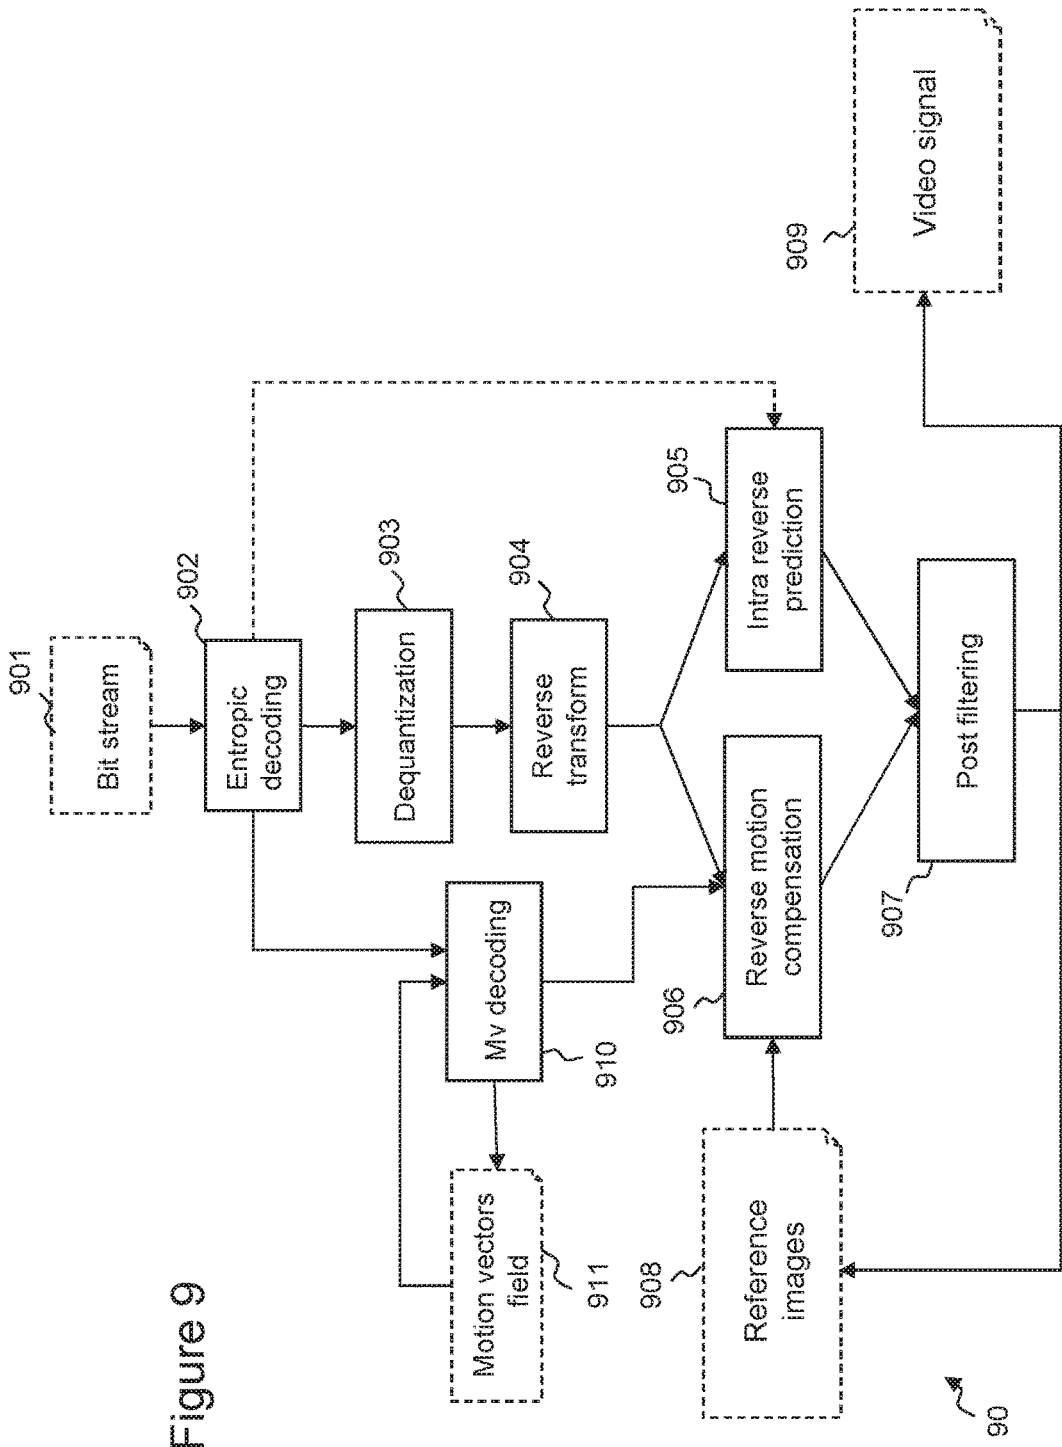 Figure 9
901
Bit stream
902
Entropic
decoding
903
Dequantization
904
Reverse
transform
905
Intra reverse
prediction
Mv decoding
910
Motion vectors
field
911
Reverse motion
compensation
906
908
Reference
images
Post filtering
907
909
Video signal
90